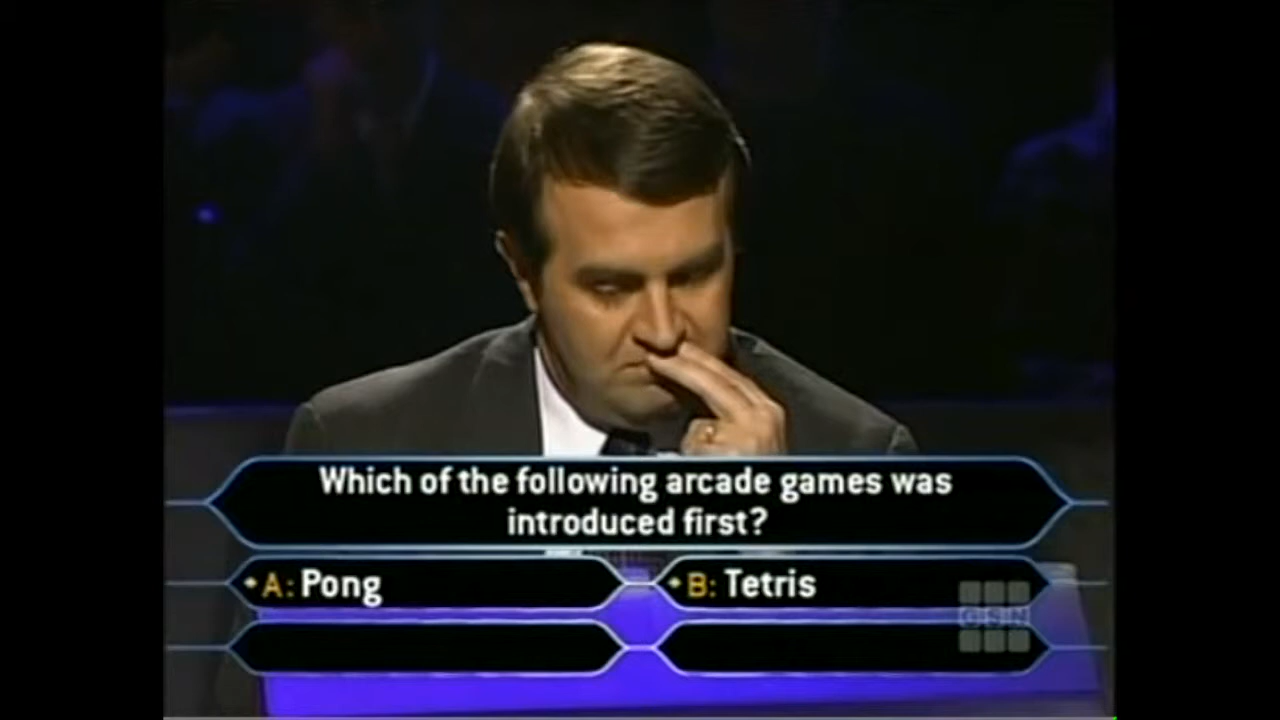 Which of the following arcade games was
introduced first?
A: Pong
B: Tetris
GSN